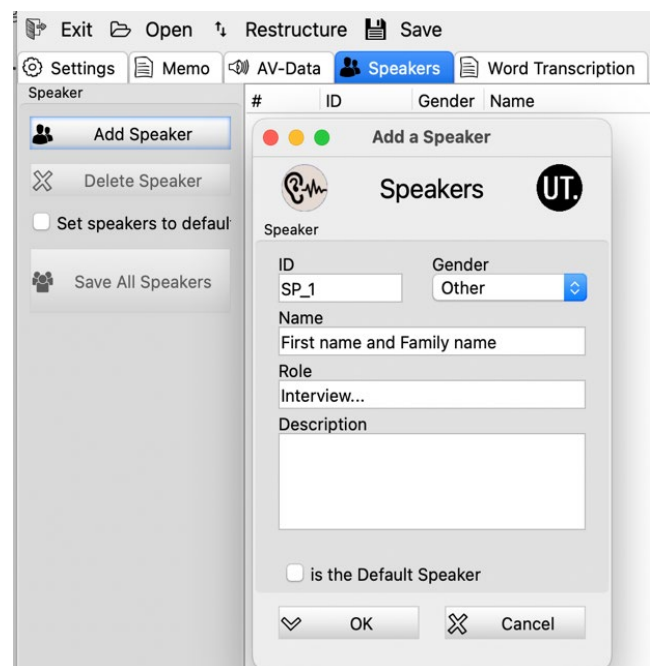 Exit Open Restructure Save
Settings Memo AV-Data Speakers Word Transcription
Speaker
# ID Gender Name
Add Speaker
Delete Speaker
Set speakers to defaul
Save All Speakers
Add a Speaker
Speakers UT.
Speaker
ID Gender
SP_1 Other
Name
First name and Family name
Role
Interview...
Description
is the Default Speaker
OK Cancel